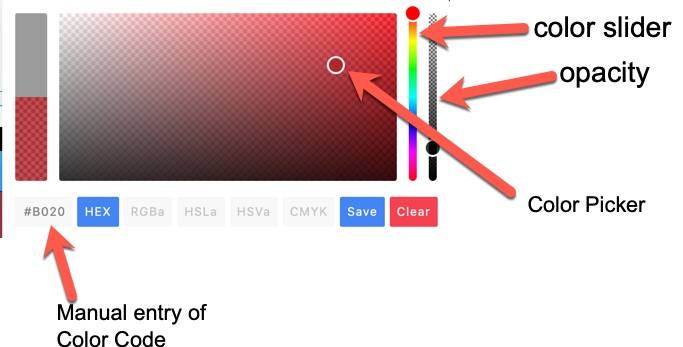 color slider
opacity
Color Picker
#B020 HEX RGBa HSLa HSVa CMYK Save Clear
Manual entry of
Color Code